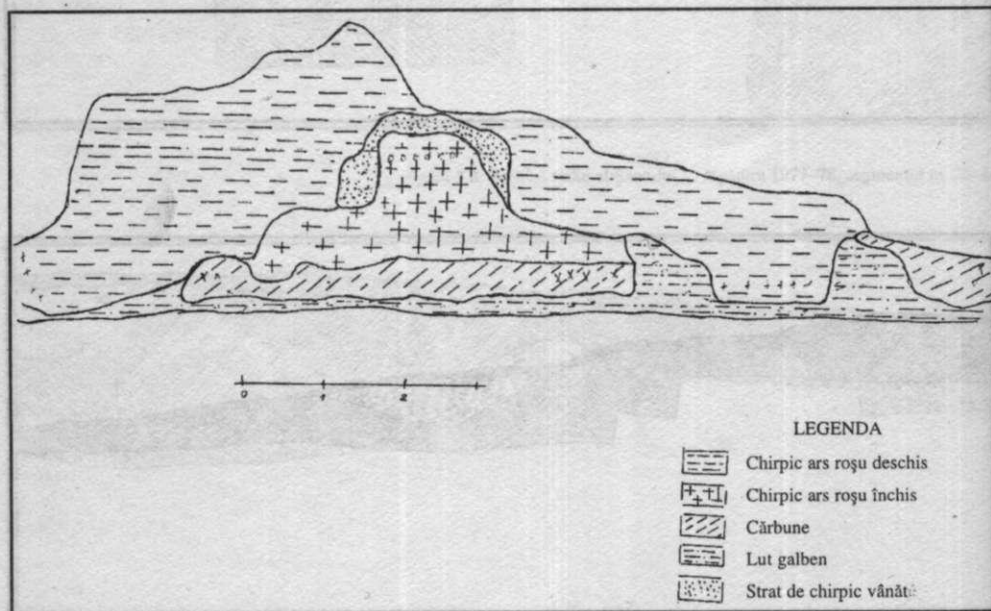 0 1 2
LEGENDA
Chirpic ars roşu deschis
Chirpic ars roşu închis
Cărbune
Lut galben
Strat de chirpic vânăt